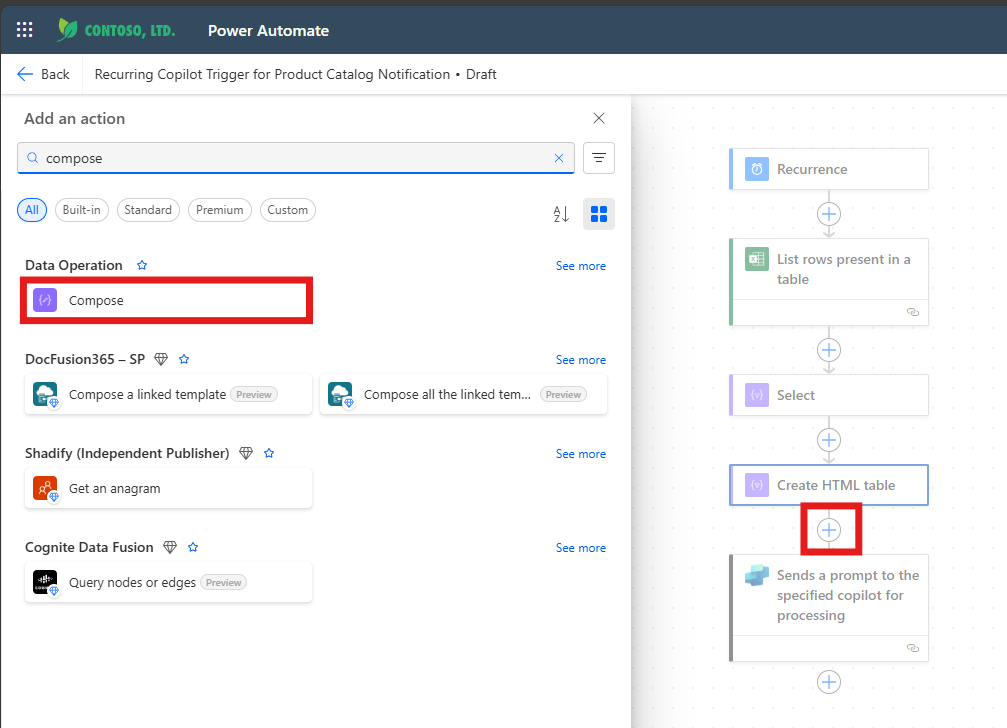 CONTOSO, LTD.
Power Automate
Back
Recurring Copilot Trigger for Product Catalog Notification • Draft
Add an action
compose
All
Built-in
Standard
Premium
Custom
Data Operation
See more
Compose
DocFusion365 – SP
See more
Compose a linked template
Preview
Compose all the linked tem...
Preview
Shadify (Independent Publisher)
See more
Get an anagram
Cognite Data Fusion
See more
Query nodes or edges
Preview
Recurrence
List rows present in a
table
Select
Create HTML table
Sends a prompt to the
specified copilot for
processing